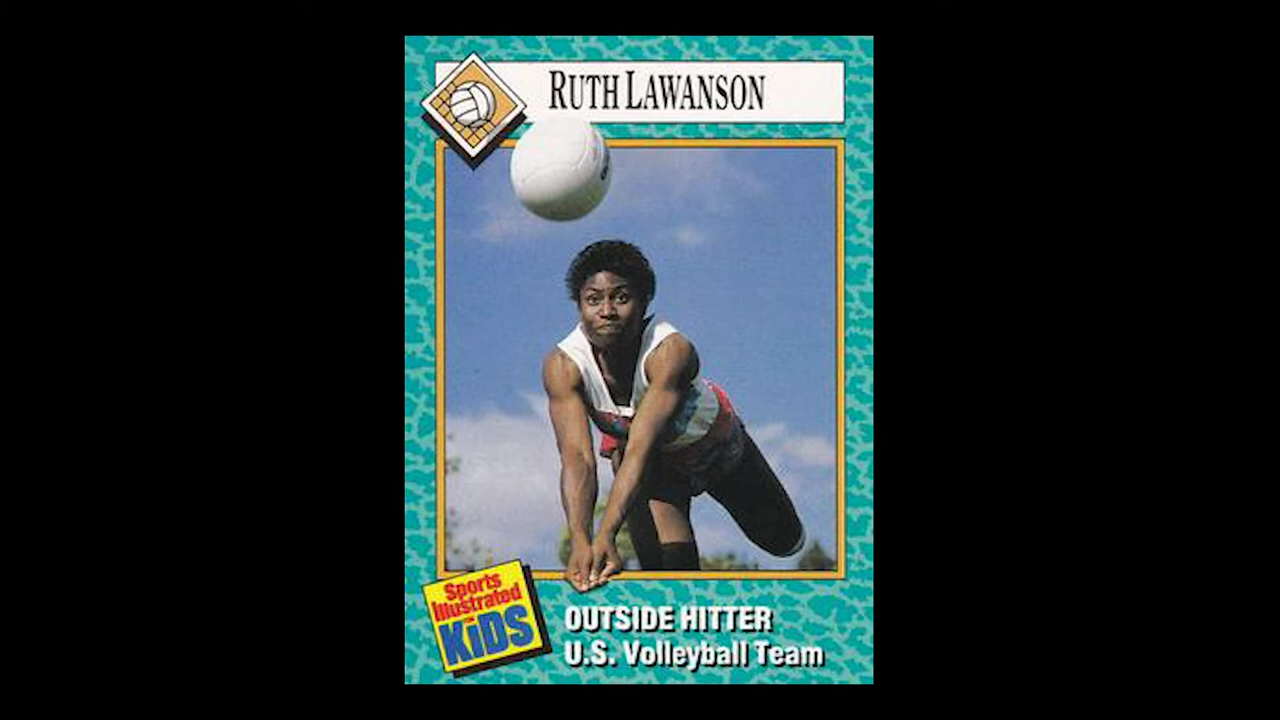 RUTH LAWANSON
Sports
Illustrated
FOR
KiDS
OUTSIDE HITTER
U.S. Volleyball Team